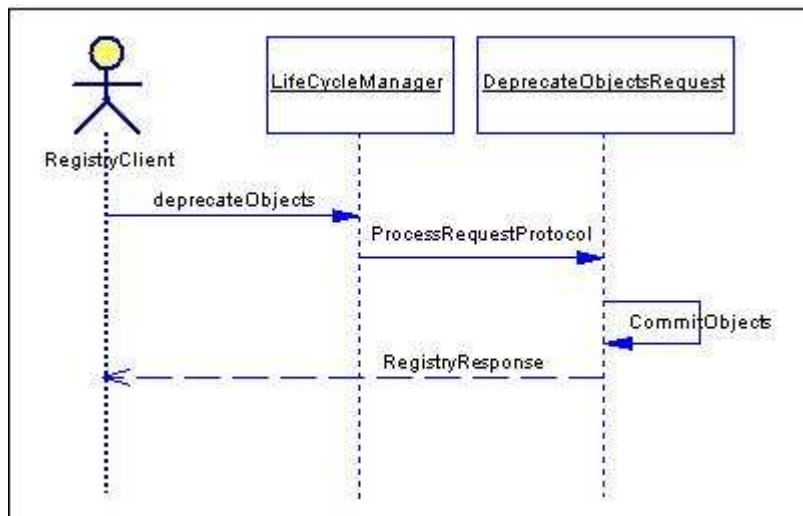 LifeCycleManager
DeprecateObjectsRequest
RegistryClient
deprecateObjects
ProcessRequestProtocol
CommitObjects
RegistryResponse